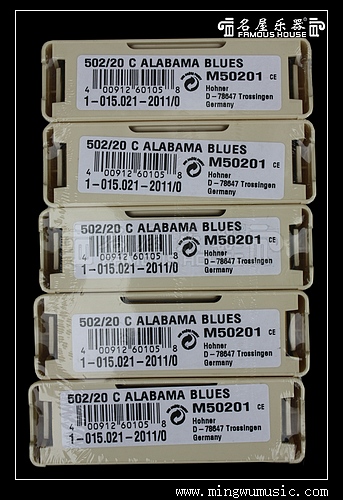 名屋乐器
FAMOUS HOUSE
502/20 C ALABAMA BLUES
M50201 CE
4 00912 60105 8
Hohner
D – 78647 Trossingen
Germany
1-015.021-2011/0
502/20 C ALABAMA BLUES
M50201 CE
4 00912 60105 8
Hohner
D – 78647 Trossingen
Germany
1-015.021-2011/0
502/20 C ALABAMA BLUES
M50201 CE
4 00912 60105 8
Hohner
D – 78647 Trossingen
Germany
1-015.021-2011/0
502/20 C ALABAMA BLUES
M50201 CE
4 00912 60105 8
Hohner
D – 78647 Trossingen
Germany
1-015.021-2011/0
502/20 C ALABAMA BLUES
M50201 CE
4 00912 60105 8
Hohner
D – 78647 Trossingen
Germany
1-015.021-2011/0
www.mingwumusic.com